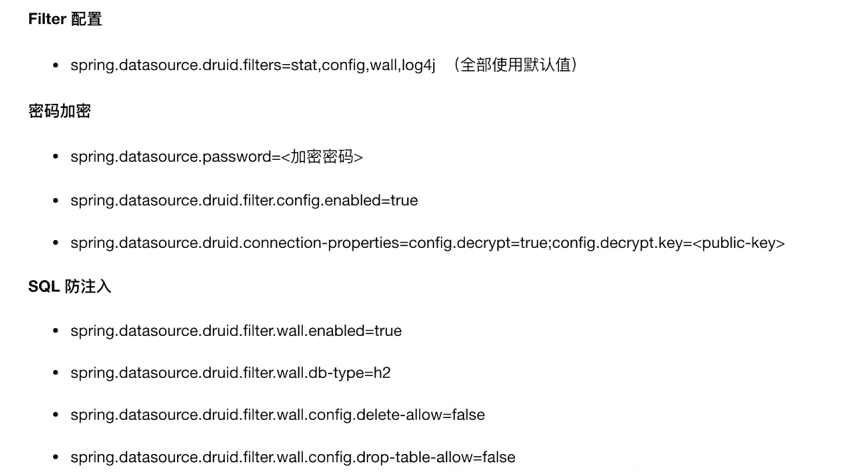 Filter 配置
• spring.datasource.druid.filters=stat,config,wall,log4j （全部使用默认值）
密码加密
• spring.datasource.password=<加密密码>
• spring.datasource.druid.filter.config.enabled=true
• spring.datasource.druid.connection-properties=config.decrypt=true;config.decrypt.key=<public-key>
SQL 防注入
• spring.datasource.druid.filter.wall.enabled=true
• spring.datasource.druid.filter.wall.db-type=h2
• spring.datasource.druid.filter.wall.config.delete-allow=false
• spring.datasource.druid.filter.wall.config.drop-table-allow=false